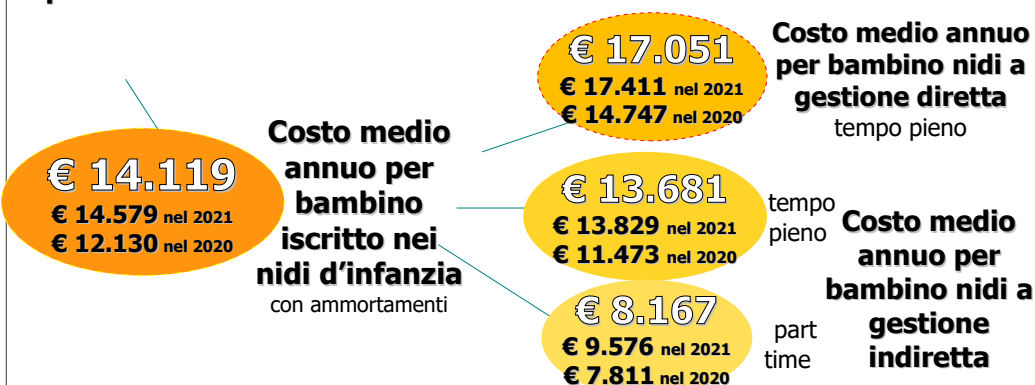 € 14.119
€ 14.579 nel 2021
€ 12.130 nel 2020
Costo medio
annuo per
bambino
iscritto nei
nidi d’infanzia
con ammortamenti
€ 17.051
€ 17.411 nel 2021
€ 14.747 nel 2020
Costo medio annuo
per bambino nidi a
gestione diretta
tempo pieno
€ 13.681
€ 13.829 nel 2021
€ 11.473 nel 2020
tempo
pieno
€ 8.167
€ 9.576 nel 2021
€ 7.811 nel 2020
part
time
Costo medio
annuo per
bambino nidi a
gestione
indiretta